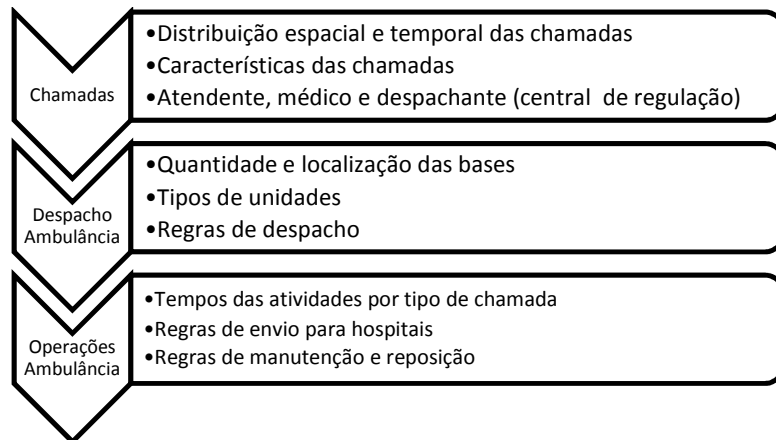 Chamadas
•Distribuição espacial e temporal das chamadas
•Características das chamadas
•Atendente, médico e despachante (central de regulação)
Despacho
Ambulância
•Quantidade e localização das bases
•Tipos de unidades
•Regras de despacho
Operações
Ambulância
•Tempos das atividades por tipo de chamada
•Regras de envio para hospitais
•Regras de manutenção e reposição